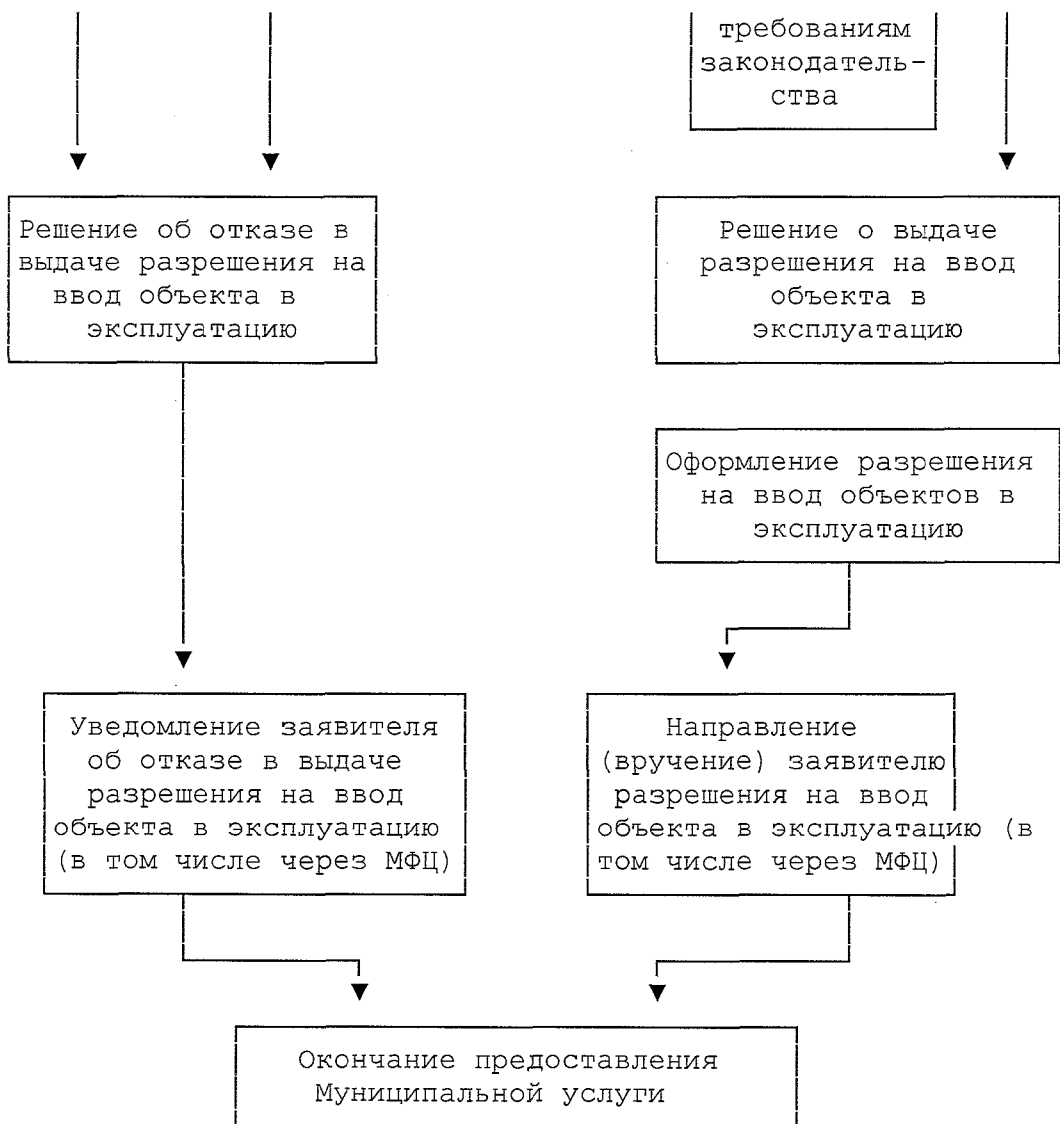 требованиям
законодатель-
ства
Решение об отказе в
выдаче разрешения на
ввод объекта в
эксплуатацию
Решение о выдаче
разрешения на ввод
объекта в
эксплуатацию
Оформление разрешения
на ввод объектов в
эксплуатацию
Уведомление заявителя
об отказе в выдаче
разрешения на ввод
объекта в эксплуатацию
(в том числе через МФЦ)
Направление
(вручение) заявителю
разрешения на ввод
объекта в эксплуатацию (в
том числе через МФЦ)
Окончание предоставления
Муниципальной услуги